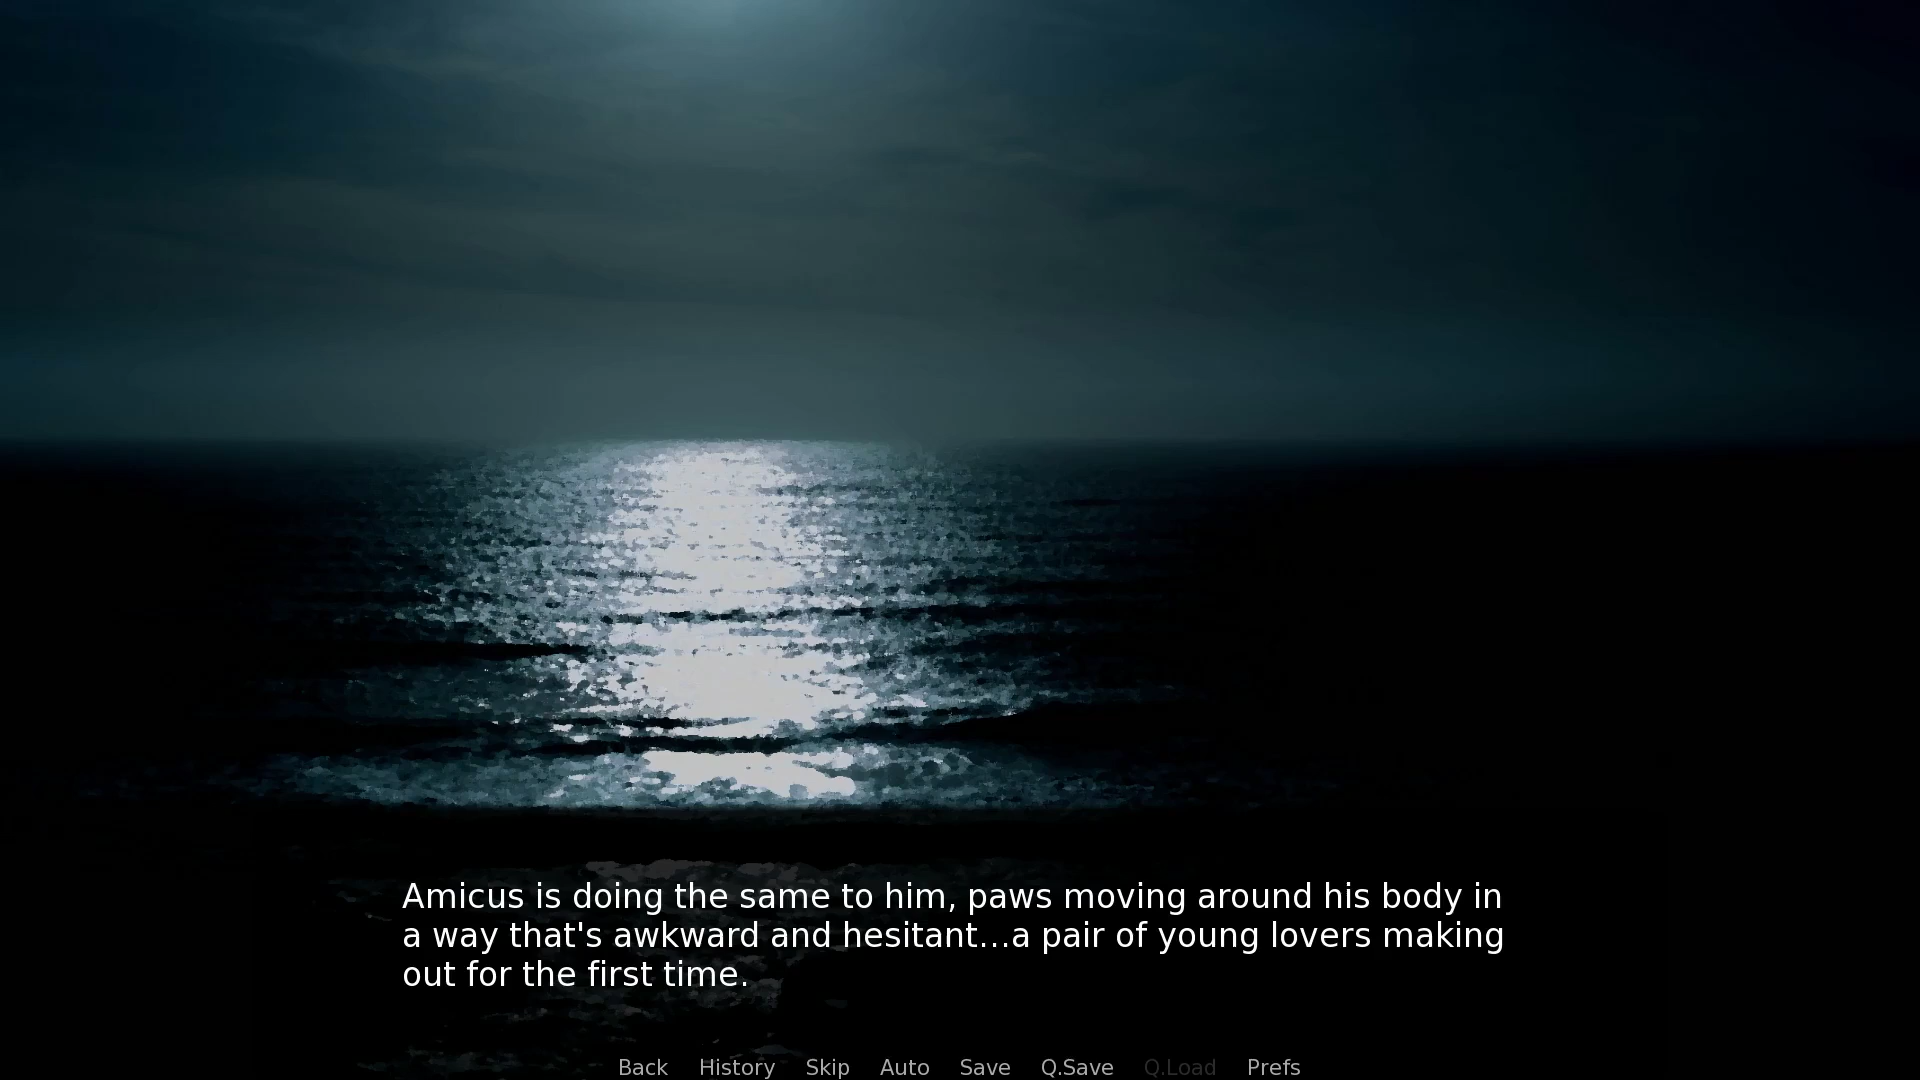 Amicus is doing the same to him, paws moving around his body in
a way that's awkward and hesitant...a pair of young lovers making
out for the first time.
Back History Skip Auto Save Q.Save Q.Load Prefs